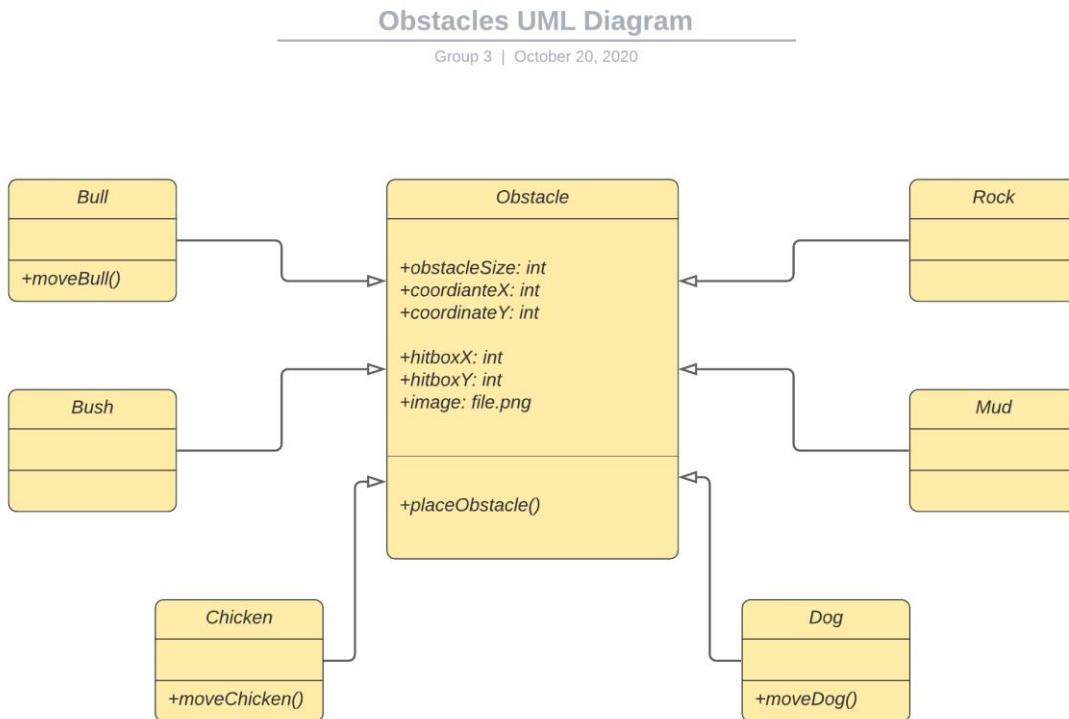 Obstacles UML Diagram
Group 3 | October 20, 2020
Bull
+moveBull()
Obstacle
+obstacleSize: int
+coordianteX: int
+coordinateY: int
+hitboxX: int
+hitboxY: int
+image: file.png
+placeObstacle()
Rock
Bush
Mud
Chicken
+moveChicken()
Dog
+moveDog()